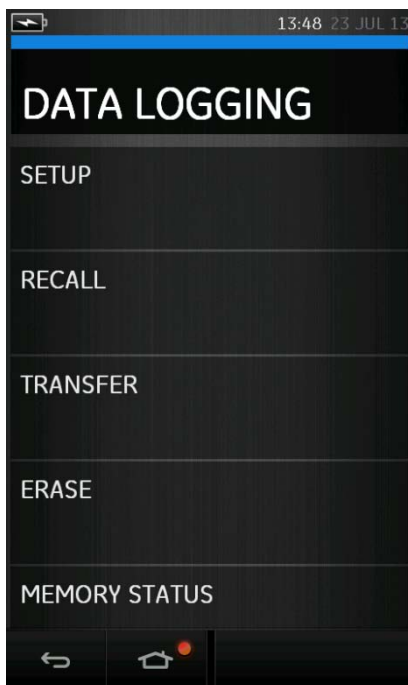 13:48 23 JUL 13
DATA LOGGING
SETUP
RECALL
TRANSFER
ERASE
MEMORY STATUS